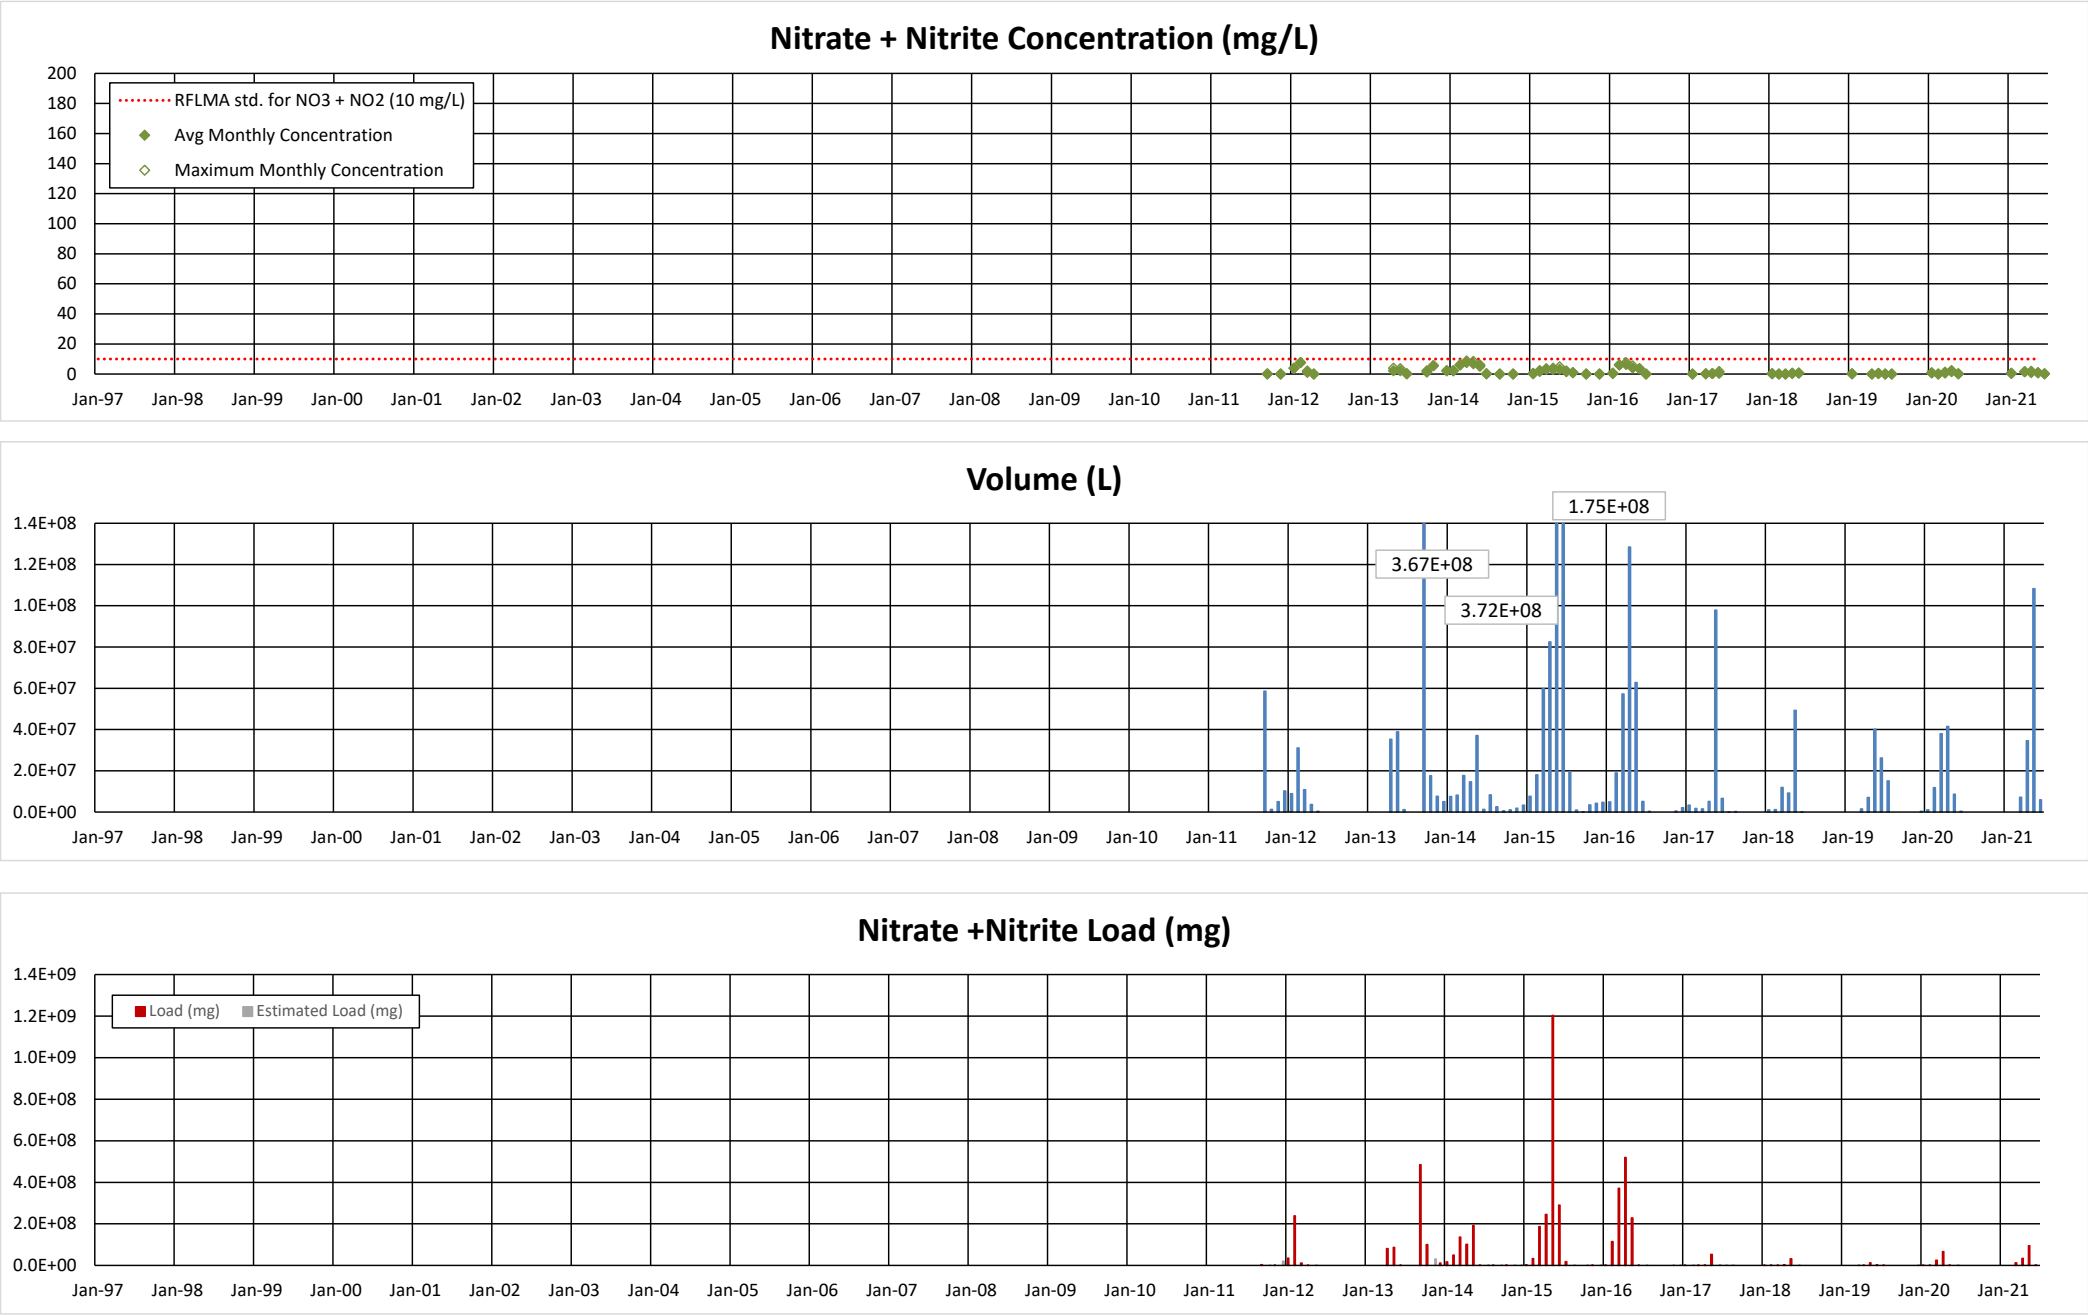 Nitrate + Nitrite Concentration (mg/L)
200
180
160
140
120
100
80
60
40
20
0
RFLMA std. for NO3 + NO2 (10 mg/L)
Avg Monthly Concentration
Maximum Monthly Concentration
Jan-97 Jan-98 Jan-99 Jan-00 Jan-01 Jan-02 Jan-03 Jan-04 Jan-05 Jan-06 Jan-07 Jan-08 Jan-09 Jan-10 Jan-11 Jan-12 Jan-13 Jan-14 Jan-15 Jan-16 Jan-17 Jan-18 Jan-19 Jan-20 Jan-21
Volume (L)
1.75E+08
1.4E+08
1.2E+08
3.67E+08
1.0E+08
3.72E+08
8.0E+07
6.0E+07
4.0E+07
2.0E+07
0.0E+00
Jan-97 Jan-98 Jan-99 Jan-00 Jan-01 Jan-02 Jan-03 Jan-04 Jan-05 Jan-06 Jan-07 Jan-08 Jan-09 Jan-10 Jan-11 Jan-12 Jan-13 Jan-14 Jan-15 Jan-16 Jan-17 Jan-18 Jan-19 Jan-20 Jan-21
Nitrate +Nitrite Load (mg)
1.4E+09
1.2E+09
1.0E+09
8.0E+08
6.0E+08
4.0E+08
2.0E+08
0.0E+00
Load (mg) Estimated Load (mg)
Jan-97 Jan-98 Jan-99 Jan-00 Jan-01 Jan-02 Jan-03 Jan-04 Jan-05 Jan-06 Jan-07 Jan-08 Jan-09 Jan-10 Jan-11 Jan-12 Jan-13 Jan-14 Jan-15 Jan-16 Jan-17 Jan-18 Jan-19 Jan-20 Jan-21